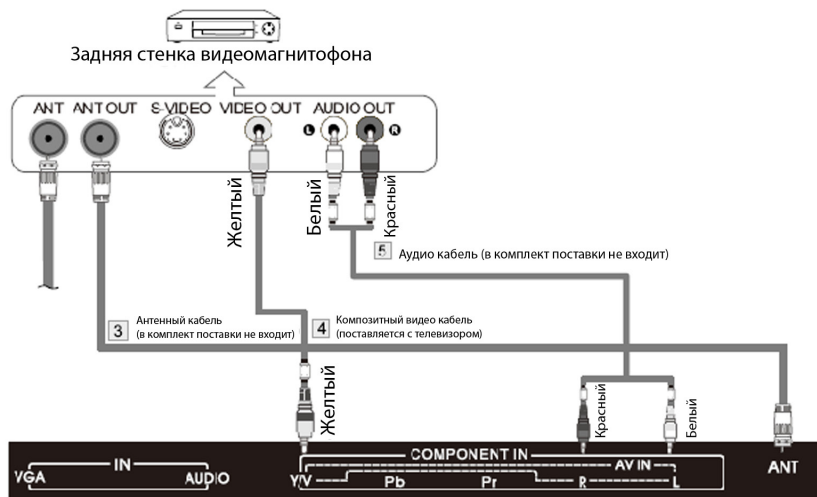 Задняя стенка видеомагнитофона
ANT ANT OUT S-VIDEO VIDEO OUT AUDIO OUT
L R
Желтый
Белый
Красный
5 Аудио кабель (в комплект поставки не входит)
3 Антенный кабель
(в комплект поставки не входит)
4 Композитный видео кабель
(поставляется с телевизором)
Желтый
Красный
Белый
COMPONENT IN
IN
AV IN
ANT
VGA AUDIO Y/V Pb Pr R L